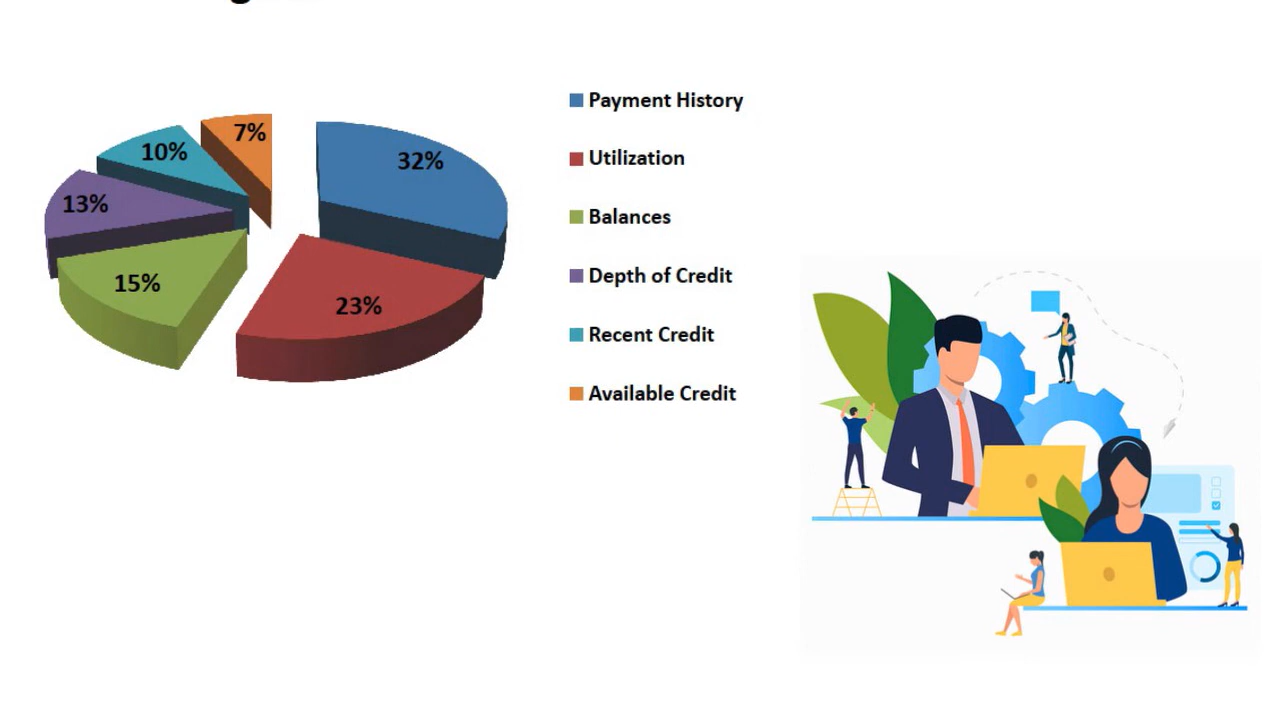 7%
10%
32%
13%
15%
23%
Payment History
Utilization
Balances
Depth of Credit
Recent Credit
Available Credit